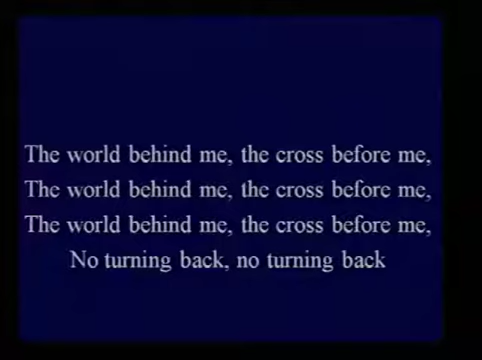 The world behind me, the cross before me,
The world behind me, the cross before me,
The world behind me, the cross before me,
No turning back, no turning back